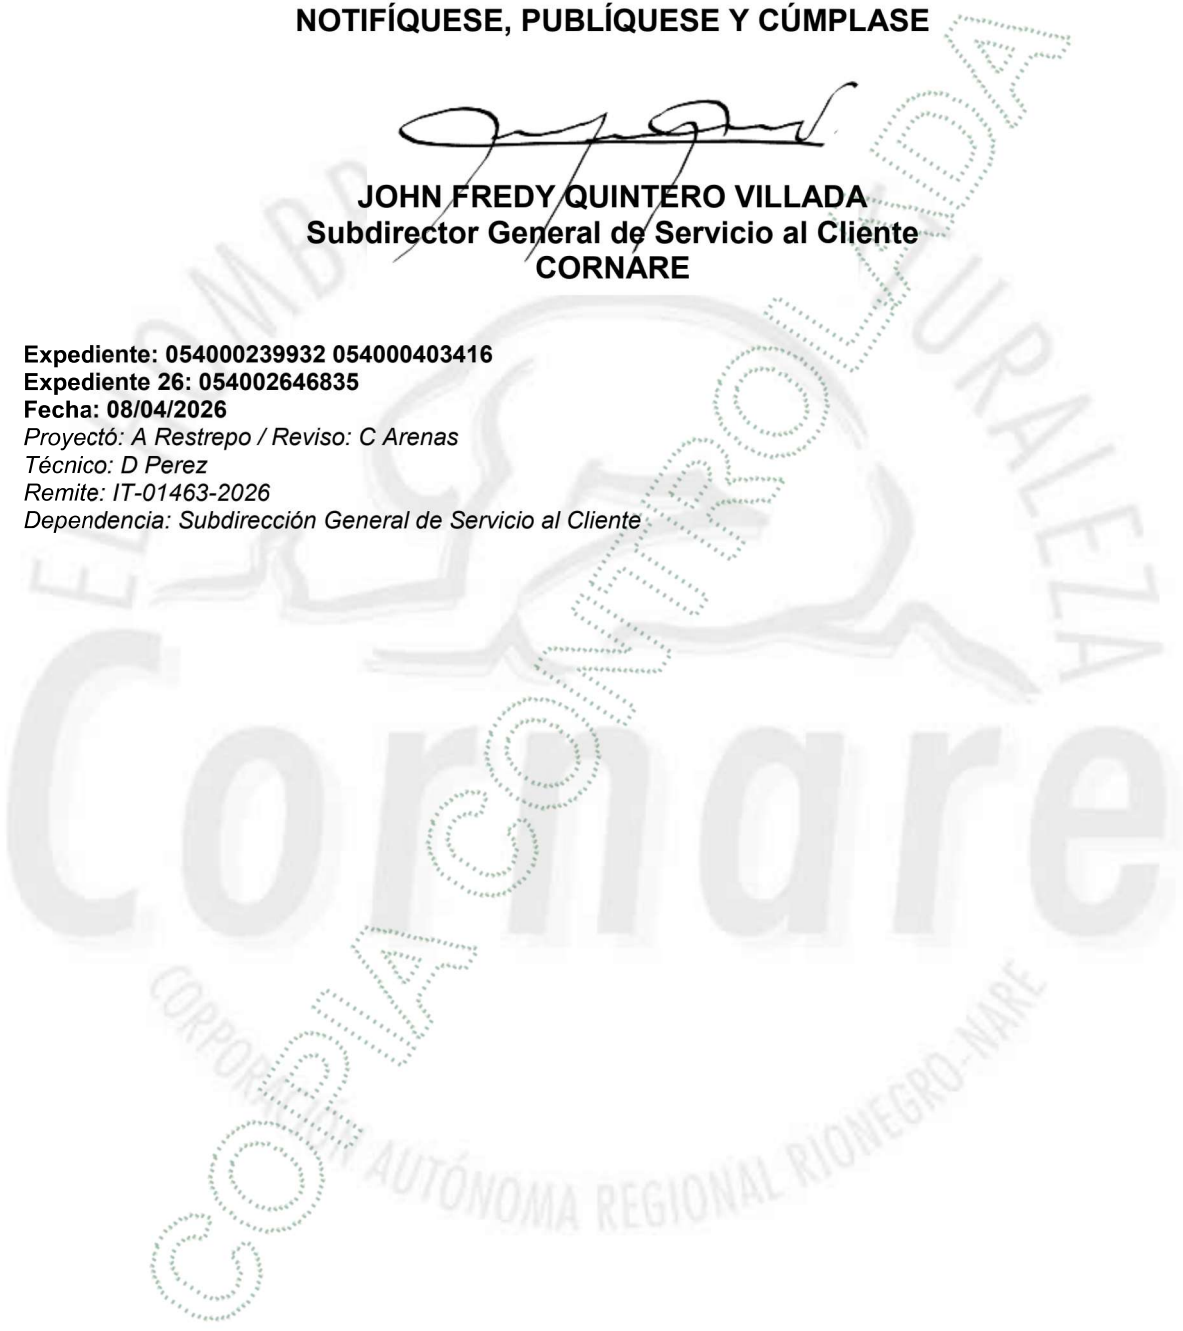 NOTIFÍQUESE, PUBLÍQUESE Y CÚMPLASE
JOHN FREDY QUINTERO VILLADA
Subdirector General de Servicio al Cliente
CORNARE
Expediente: 054000239932 054000403416
Expediente 26: 054002646835
Fecha: 08/04/2026
Proyectó: A Restrepo / Reviso: C Arenas
Técnico: D Perez
Remite: IT-01463-2026
Dependencia: Subdirección General de Servicio al Cliente
COPIA CONTROLADA
Cornare
CORPORACIÓN AUTÓNOMA REGIONAL RIONEGRO-NARE